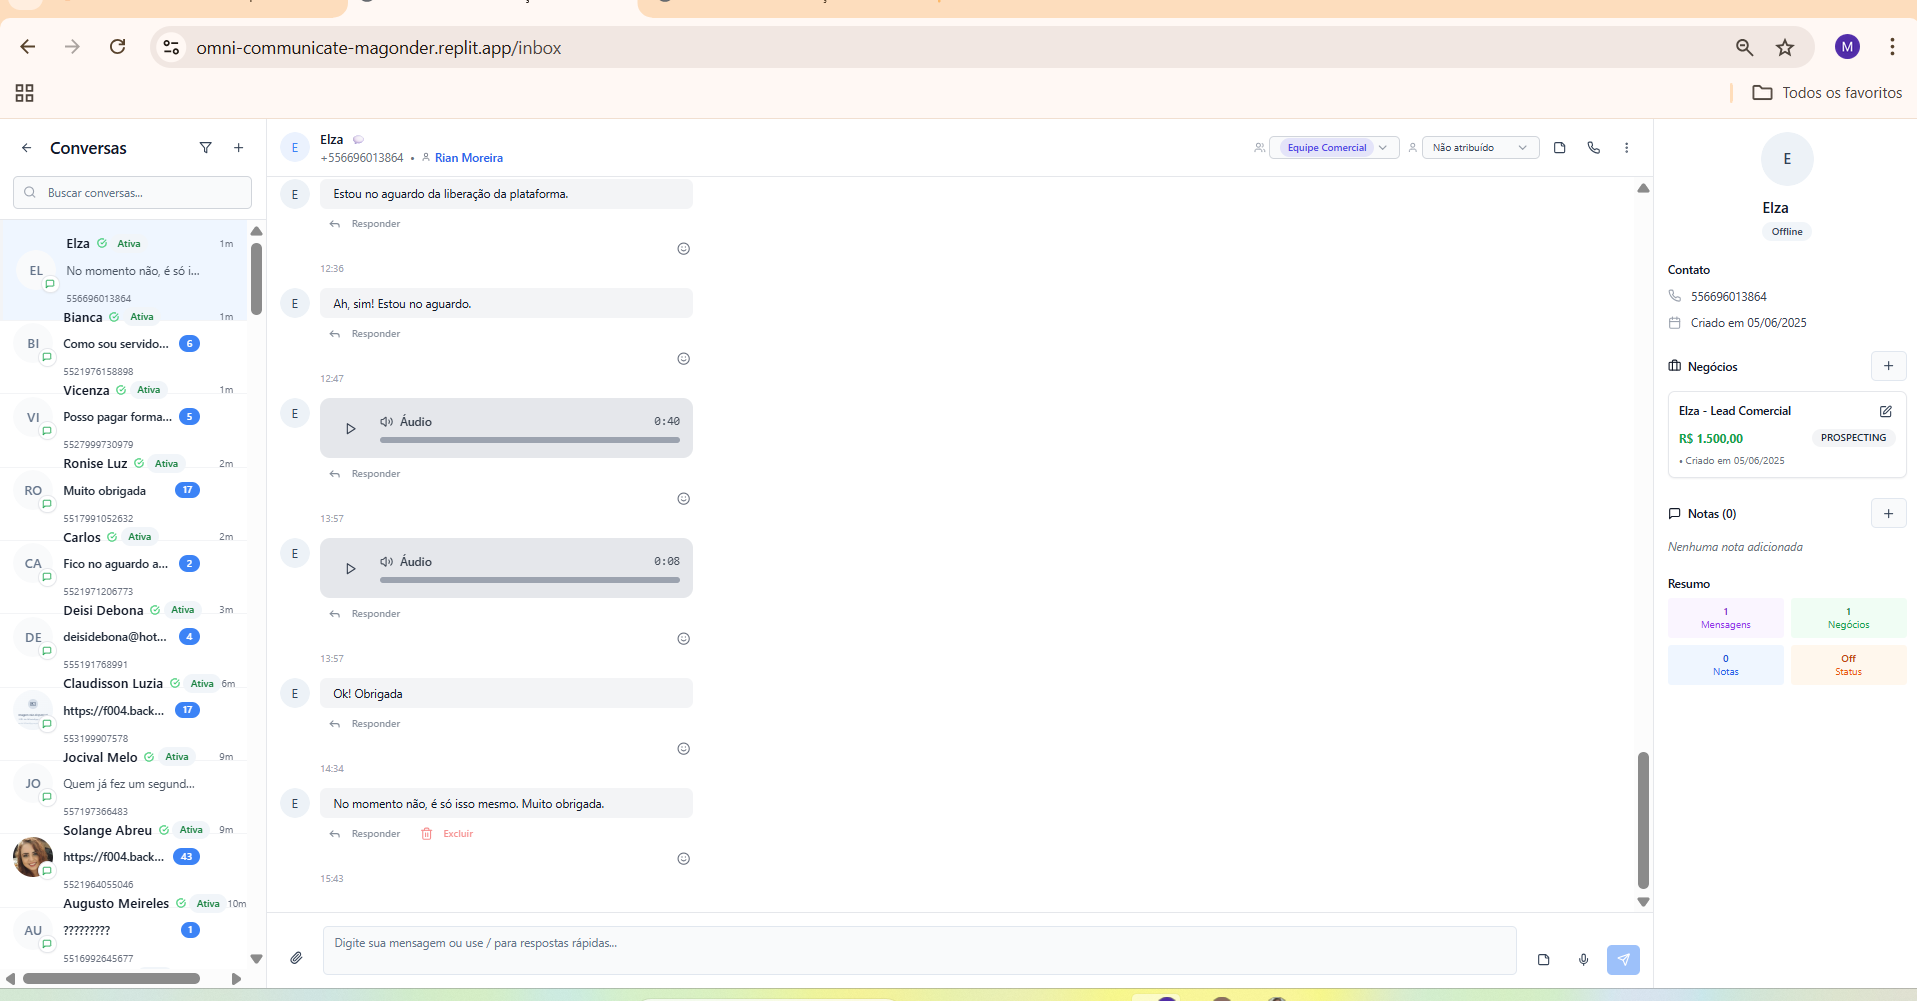 omni-communicate-magonder.replit.app/inbox
M
Todos os favoritos
Conversas
Buscar conversas...
Elza Ativa 1m
EL
No momento não, é só i...
556696013864
Bianca Ativa 1m
BI
Como sou servido... 6
5521976158898
Vicenza Ativa 1m
VI
Posso pagar forma... 5
5527999730979
Ronise Luz Ativa 2m
RO
Muito obrigada 17
5517991052632
Carlos Ativa 2m
CA
Fico no aguardo a... 2
5521971206773
Deisi Debona Ativa 3m
DE
deisidebona@hot... 4
555191768991
Claudisson Luzia Ativa 6m
https://f004.back... 17
553199907578
Jocival Melo Ativa 9m
JO
Quem já fez um segund...
557197366483
Solange Abreu Ativa 9m
https://f004.back... 43
5521964055046
Augusto Meireles Ativa 10m
AU
????????? 1
5516992645677
E
Elza
+556696013864 • Rian Moreira
Equipe Comercial
Não atribuído
E
Estou no aguardo da liberação da plataforma.
Responder
12:36
E
Ah, sim! Estou no aguardo.
Responder
12:47
E
Áudio 0:40
Responder
13:57
E
Áudio 0:08
Responder
13:57
E
Ok! Obrigada
Responder
14:34
E
No momento não, é só isso mesmo. Muito obrigada.
Responder Excluir
15:43
Digite sua mensagem ou use / para respostas rápidas...
E
Elza
Offline
Contato
556696013864
Criado em 05/06/2025
Negócios
Elza - Lead Comercial
R$ 1.500,00 PROSPECTING
• Criado em 05/06/2025
Notas (0)
Nenhuma nota adicionada
Resumo
1
Mensagens
1
Negócios
0
Notas
Off
Status